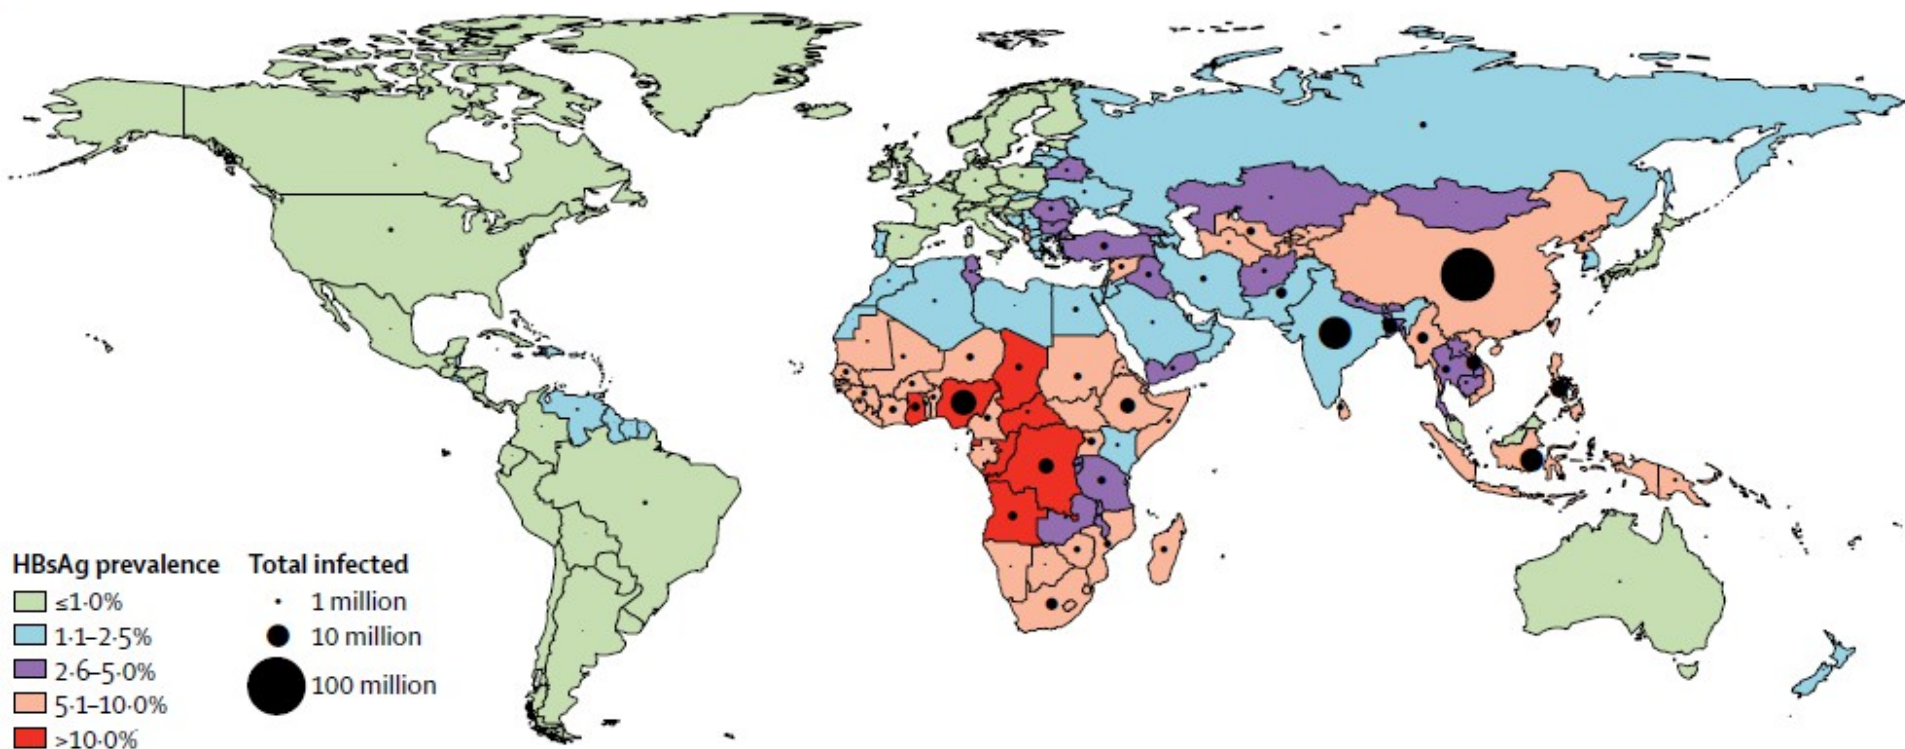 HBsAg prevalence
≤1·0%
1·1–2·5%
2·6–5·0%
5·1–10·0%
>10·0%
Total infected
1 million
10 million
100 million